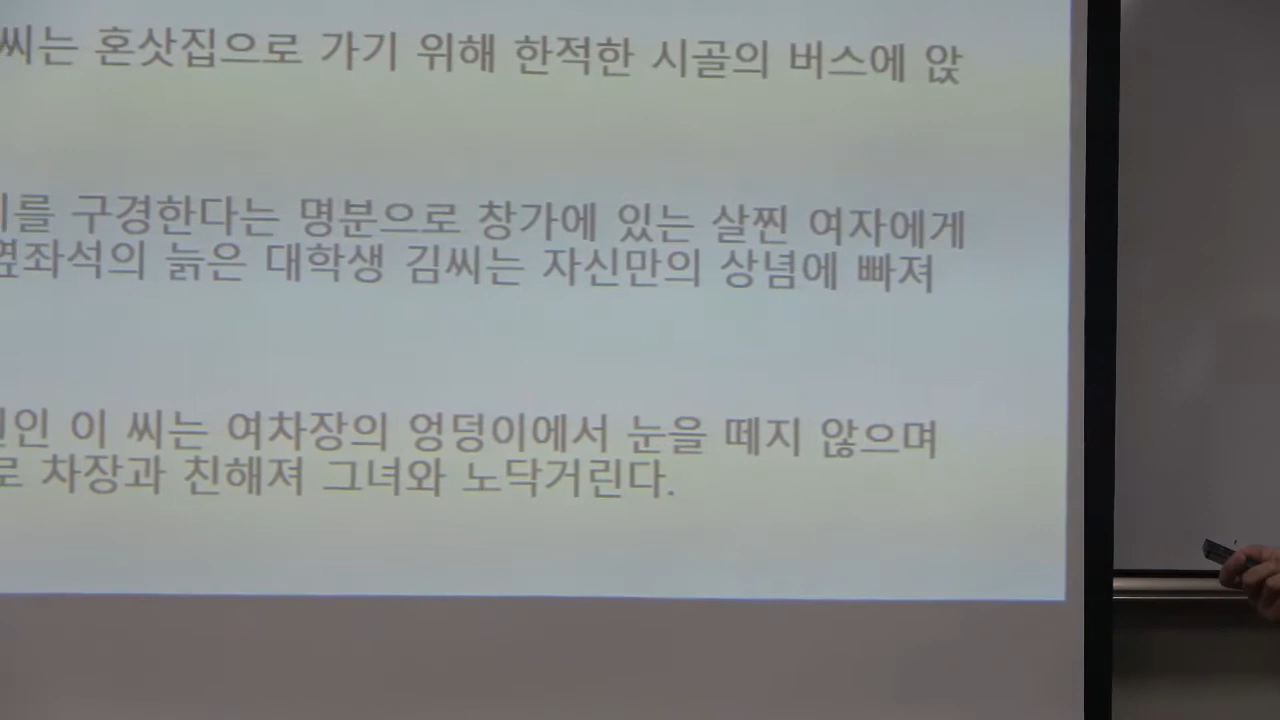 씨는 혼삿집으로 가기 위해 한적한 시골의 버스에 앉
를 구경한다는 명분으로 창가에 있는 살찐 여자에게
옆좌석의 늙은 대학생 김씨는 자신만의 상념에 빠져
인 이 씨는 여차장의 엉덩이에서 눈을 떼지 않으며
로 차장과 친해져 그녀와 노닥거린다.